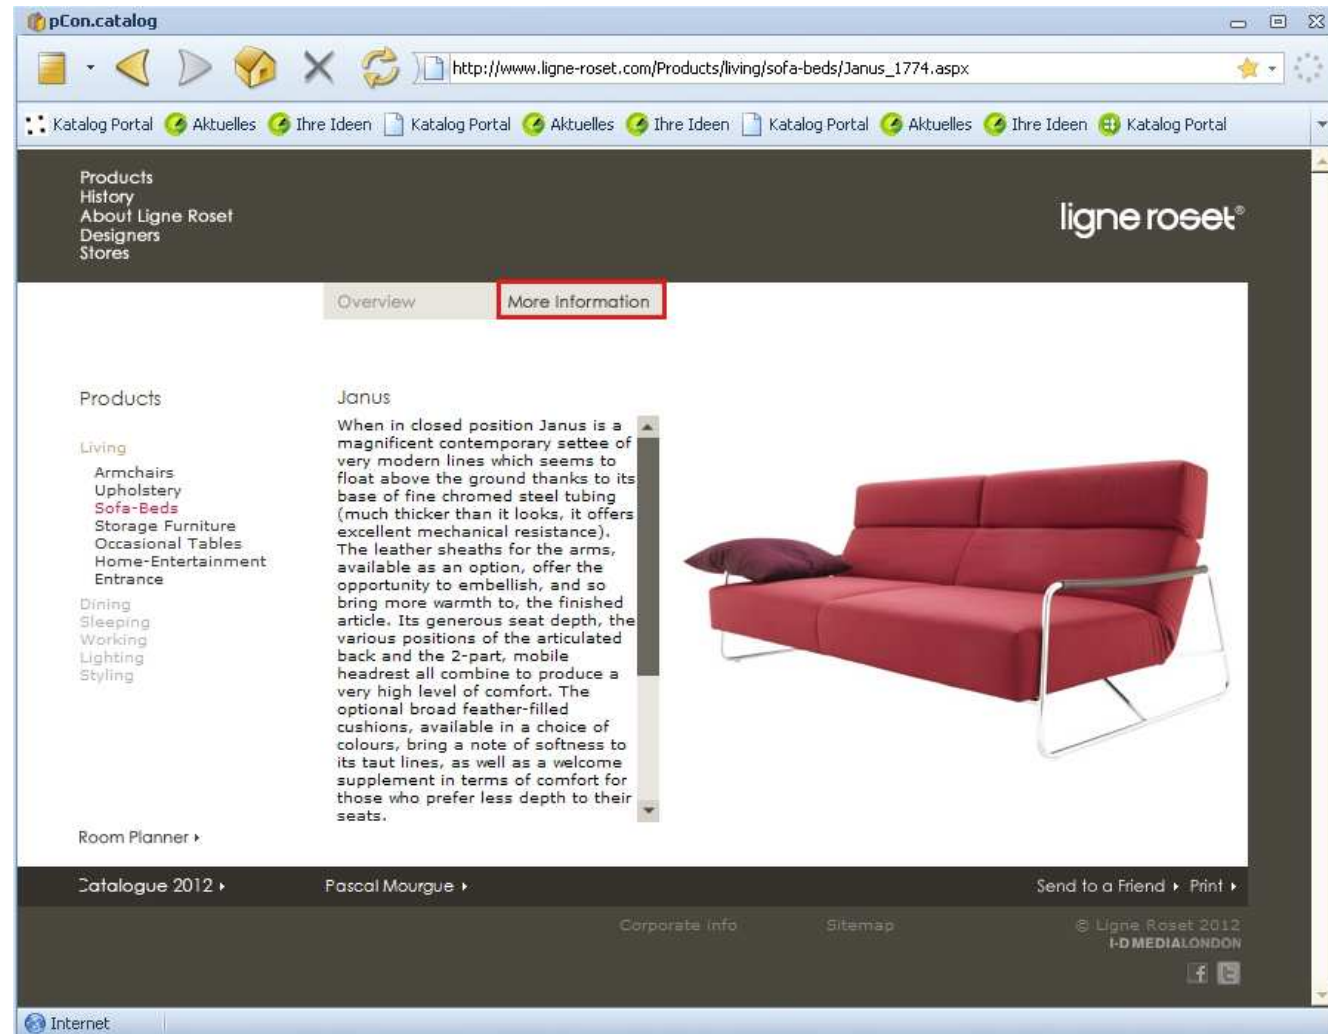 pCon.catalog
http://www.ligne-roset.com/Products/living/sofa-beds/Janus_1774.aspx
Katalog Portal Aktuelles Ihre Ideen Katalog Portal Aktuelles Ihre Ideen Katalog Portal Aktuelles Ihre Ideen Katalog Portal
Products
History
About Ligne Roset
Designers
Stores
ligne roset®
Overview More Information
Products
Living
Armchairs
Upholstery
Sofa-Beds
Storage Furniture
Occasional Tables
Home-Entertainment
Entrance
Dining
Sleeping
Working
Lighting
Styling
Room Planner
Janus
When in closed position Janus is a
magnificent contemporary settee of
very modern lines which seems to
float above the ground thanks to its
base of fine chromed steel tubing
(much thicker than it looks, it offers
excellent mechanical resistance).
The leather sheaths for the arms,
available as an option, offer the
opportunity to embellish, and so
bring more warmth to, the finished
article. Its generous seat depth, the
various positions of the articulated
back and the 2-part, mobile
headrest all combine to produce a
very high level of comfort. The
optional broad feather-filled
cushions, available in a choice of
colours, bring a note of softness to
its taut lines, as well as a welcome
supplement in terms of comfort for
those who prefer less depth to their
seats.
Catalogue 2012 Pascal Mourgue Send to a Friend Print
Corporate info Sitemap © Ligne Roset 2012
I-D MEDIALONDON
Internet